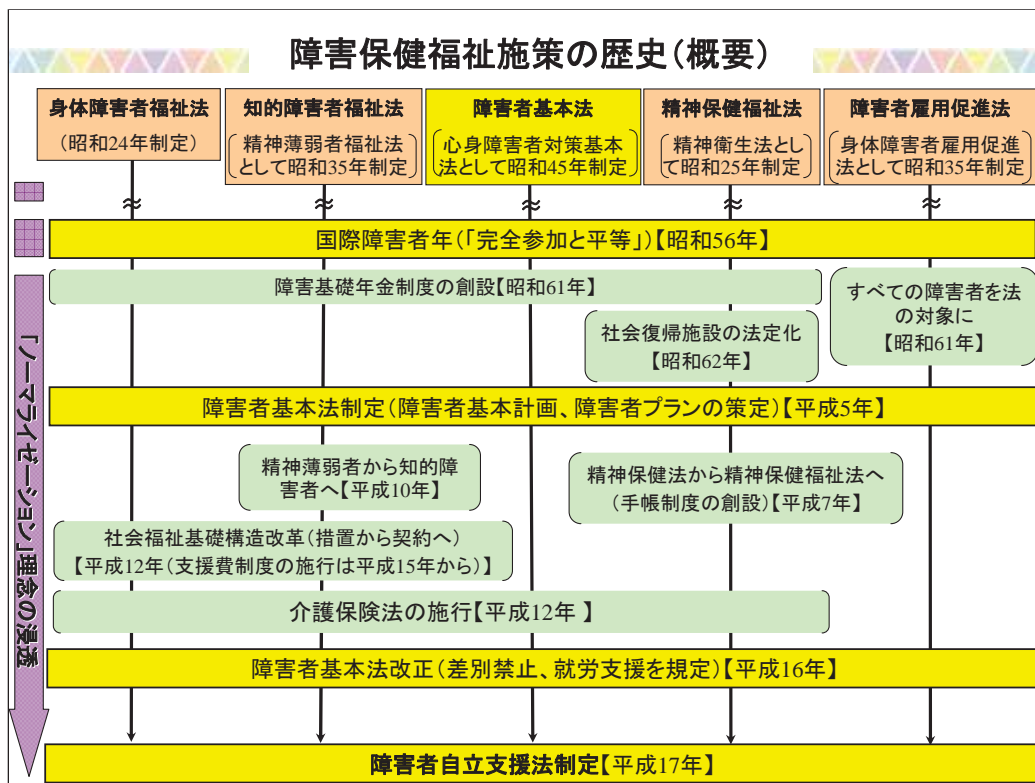 障害保健福祉施策の歴史(概要)
身体障害者福祉法
(昭和24年制定)
知的障害者福祉法
精神薄弱者福祉法
として昭和35年制定
障害者基本法
心身障害者対策基本
法として昭和45年制定
精神保健福祉法
精神衛生法とし
て昭和25年制定
障害者雇用促進法
身体障害者雇用促進
法として昭和35年制定
国際障害者年(「完全参加と平等」)【昭和56年】
障害基礎年金制度の創設【昭和61年】
すべての障害者を法
の対象に
【昭和61年】
社会復帰施設の法定化
【昭和62年】
障害者基本法制定(障害者基本計画、障害者プランの策定)【平成5年】
精神薄弱者から知的障
害者へ【平成10年】
精神保健法から精神保健福祉法へ
(手帳制度の創設)【平成7年】
社会福祉基礎構造改革(措置から契約へ)
【平成12年(支援費制度の施行は平成15年から)】
介護保険法の施行【平成12年 】
障害者基本法改正(差別禁止、就労支援を規定)【平成16年】
障害者自立支援法制定【平成17年】
「ノーマライゼーション」理念の浸透